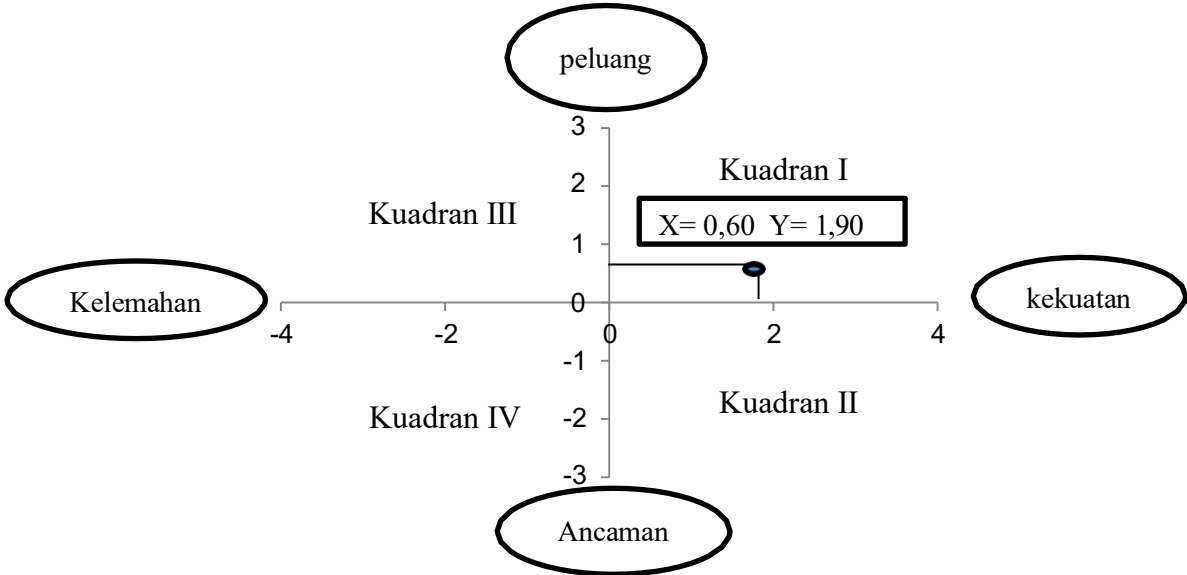 peluang
3
Kuadran I
2
Kuadran III
X= 0,60 Y= 1,90
1
Kelemahan
0
kekuatan
-4 -2 0 2 4
-1
Kuadran IV
-2
Kuadran II
-3
Ancaman